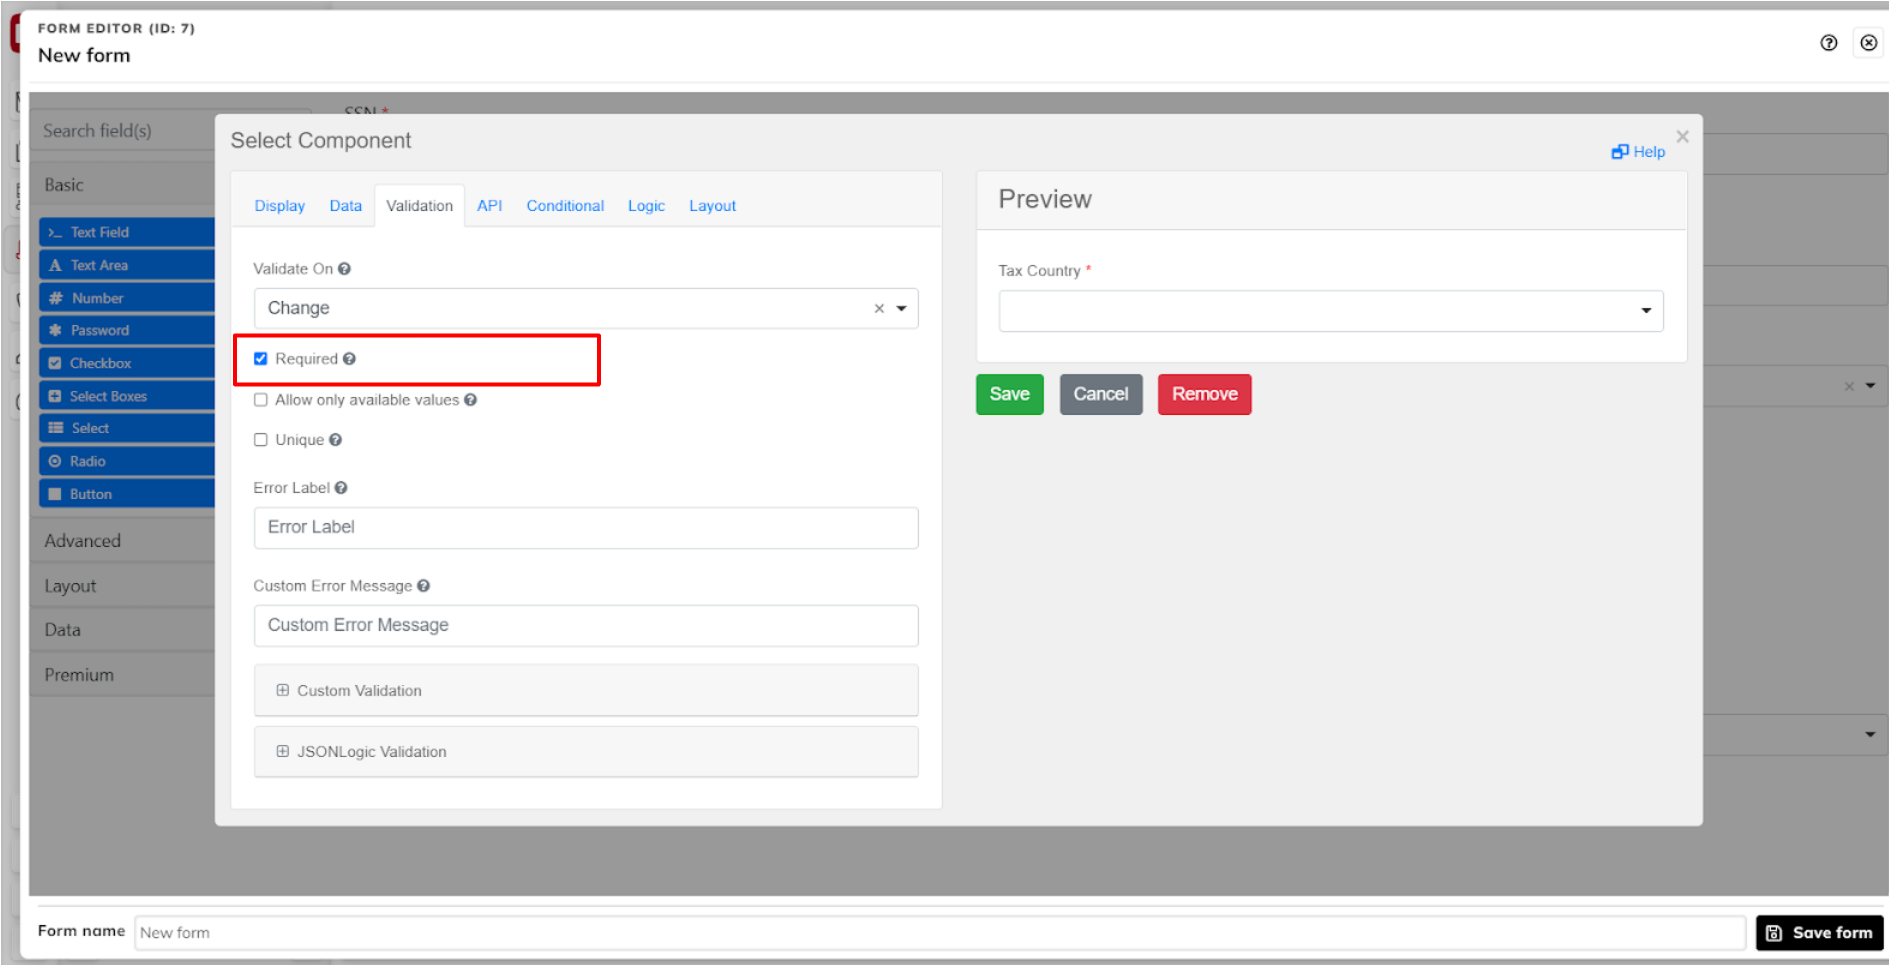 FORM EDITOR (ID: 7)
New form
SSN *
Search field(s)
Basic
Text Field
Text Area
Number
Password
Checkbox
Select Boxes
Select
Radio
Button
Advanced
Layout
Data
Premium
Select Component
Help
Display Data Validation API Conditional Logic Layout
Validate On
Change
Required
Allow only available values
Unique
Error Label
Error Label
Custom Error Message
Custom Error Message
Custom Validation
JSONLogic Validation
Preview
Tax Country *
Save Cancel Remove
Form name New form Save form